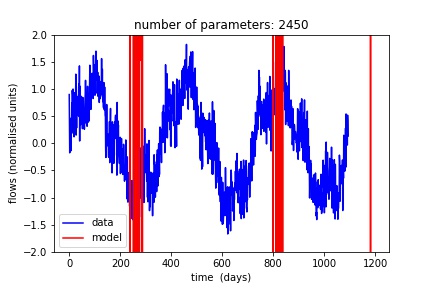 number of parameters: 2450
flows (normalised units)
2.0
1.5
1.0
0.5
0.0
−0.5
−1.0
−1.5
−2.0
data
model
0 200 400 600 800 1000 1200
time (days)